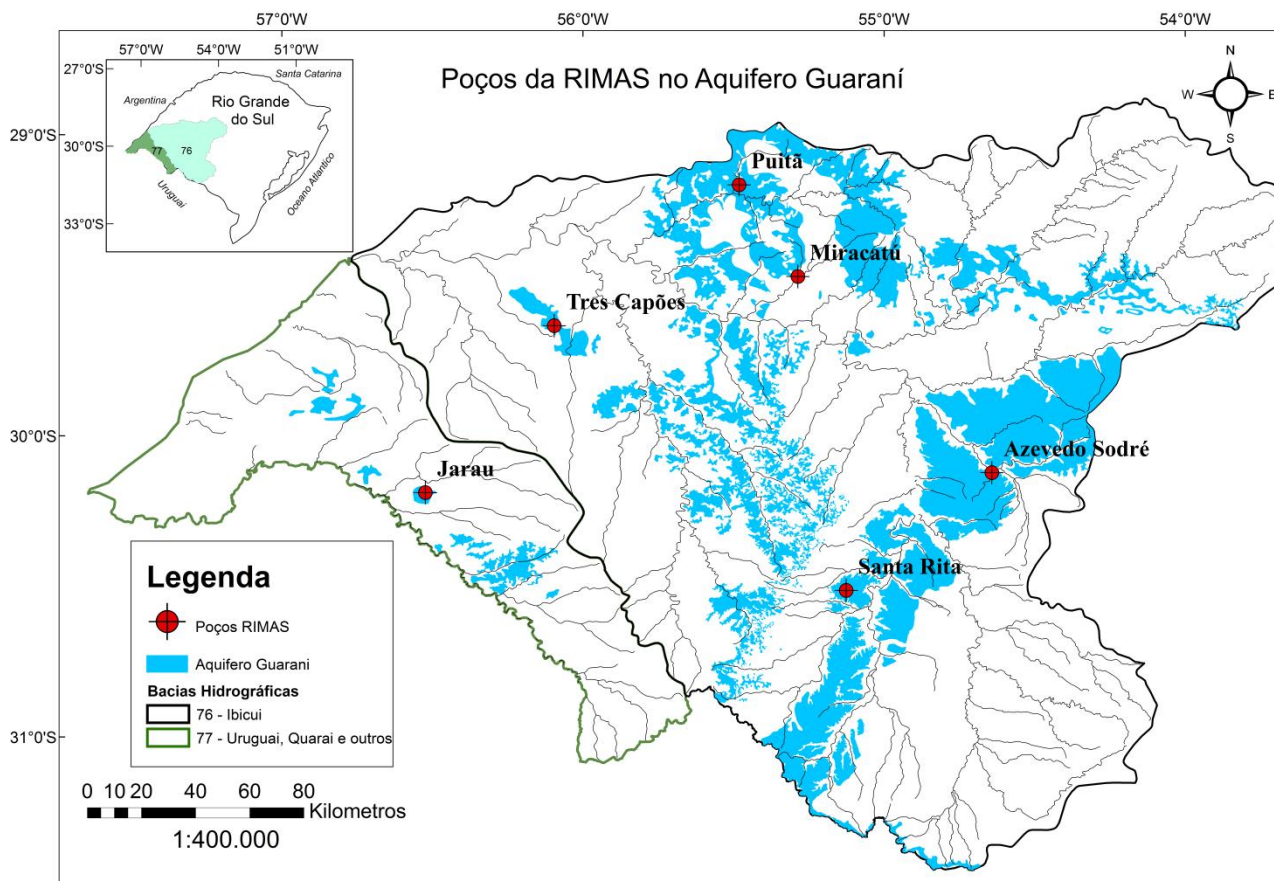 57°0'W
56°0'W
55°0'W
54°0'W
Poços da RIMAS no Aquifero Guaraní
N
W
E
S
57°0'W
54°0'W
51°0'W
27°0'S
30°0'S
33°0'S
Santa Catarina
Argentina
Rio Grande
do Sul
77
76
Uruguai
Oceano Atlantico
29°0'S
30°0'S
31°0'S
Puitã
Miracatú
Tres Capões
Azevedo Sodré
Jarau
Santa Rita
Legenda
Poços RIMAS
Aquifero Guarani
Bacias Hidrográficas
76 - Ibicui
77 - Uruguai, Quarai e outros
0 10 20 40 60 80
Kilometros
1:400.000